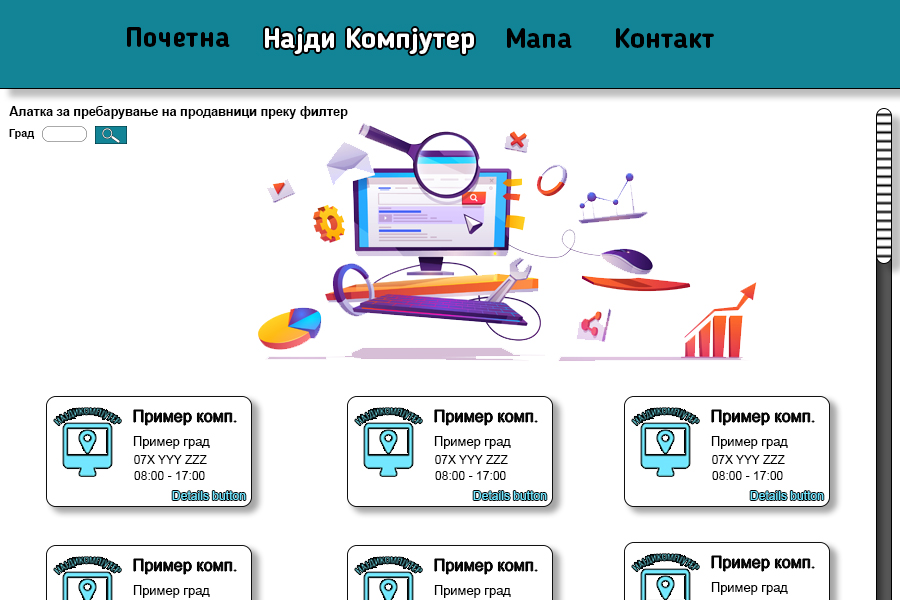 Почетна Најди Компјутер Мапа Контакт
Алатка за пребарување на продавници преку филтер
Град
НАЈДИКОМПЈУТЕР
Пример комп.
Пример град
07X YYY ZZZ
08:00 - 17:00
Details button
НАЈДИКОМПЈУТЕР
Пример комп.
Пример град
07X YYY ZZZ
08:00 - 17:00
Details button
НАЈДИКОМПЈУТЕР
Пример комп.
Пример град
07X YYY ZZZ
08:00 - 17:00
Details button
НАЈДИКОМПЈУТЕР
Пример комп.
Пример град
НАЈДИКОМПЈУТЕР
Пример комп.
Пример град
НАЈДИКОМПЈУТЕР
Пример комп.
Пример град